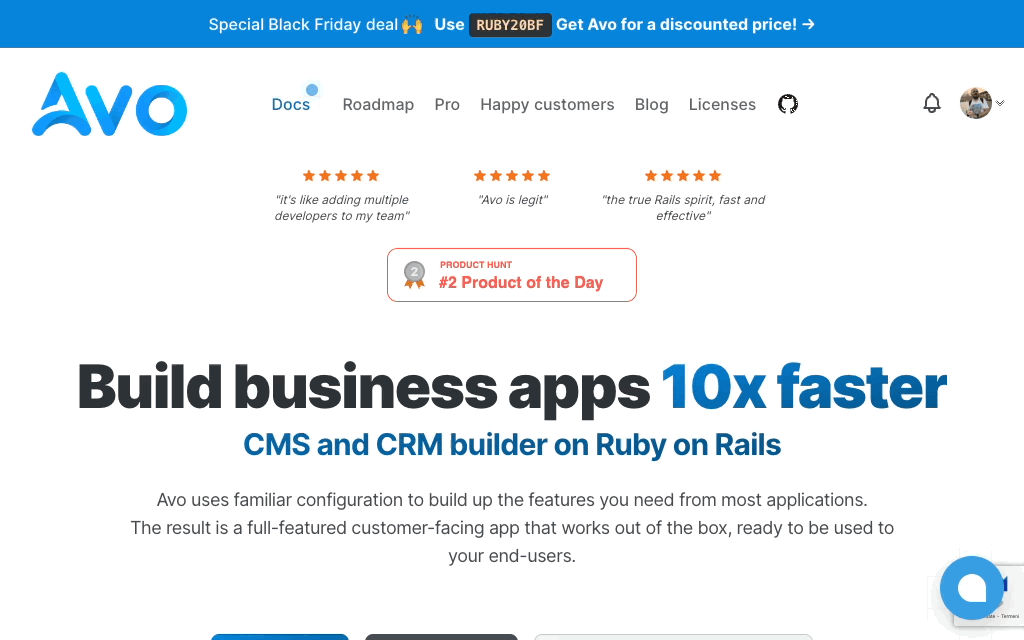 Special Black Friday deal 🙌 Use RUBY20BF Get Avo for a discounted price! →
Avo
Docs Roadmap Pro Happy customers Blog Licenses
"it's like adding multiple
developers to my team"
"Avo is legit"
"the true Rails spirit, fast and
effective"
2
PRODUCT HUNT
#2 Product of the Day
Build business apps 10x faster
CMS and CRM builder on Ruby on Rails
Avo uses familiar configuration to build up the features you need from most applications.
The result is a full-featured customer-facing app that works out of the box, ready to be used to
your end-users.
Termeni